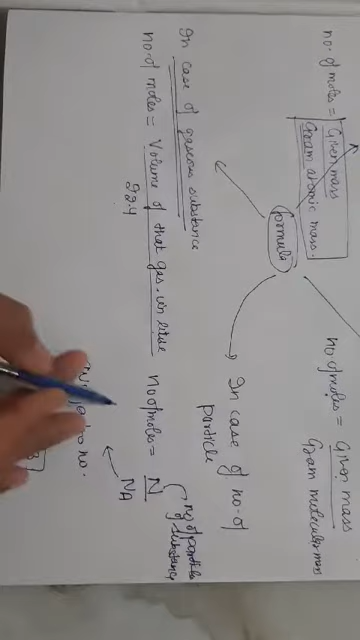 no. of moles = Given mass
Gram atomic mass.
no. of moles = Given mass
Gram molecular mass
formula
In case of gaseous substance
no. of moles = Volume of that gas in litre
22.4
In case of no. of
particle
no of moles = N
no of particles
of substance
NA
no.